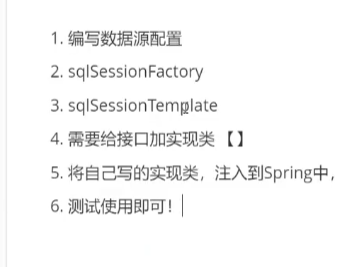 1. 编写数据源配置
2. sqlSessionFactory
3. sqlSessionTemplate
4. 需要给接口加实现类 【 】
5. 将自己写的实现类，注入到Spring中，
6. 测试使用即可！